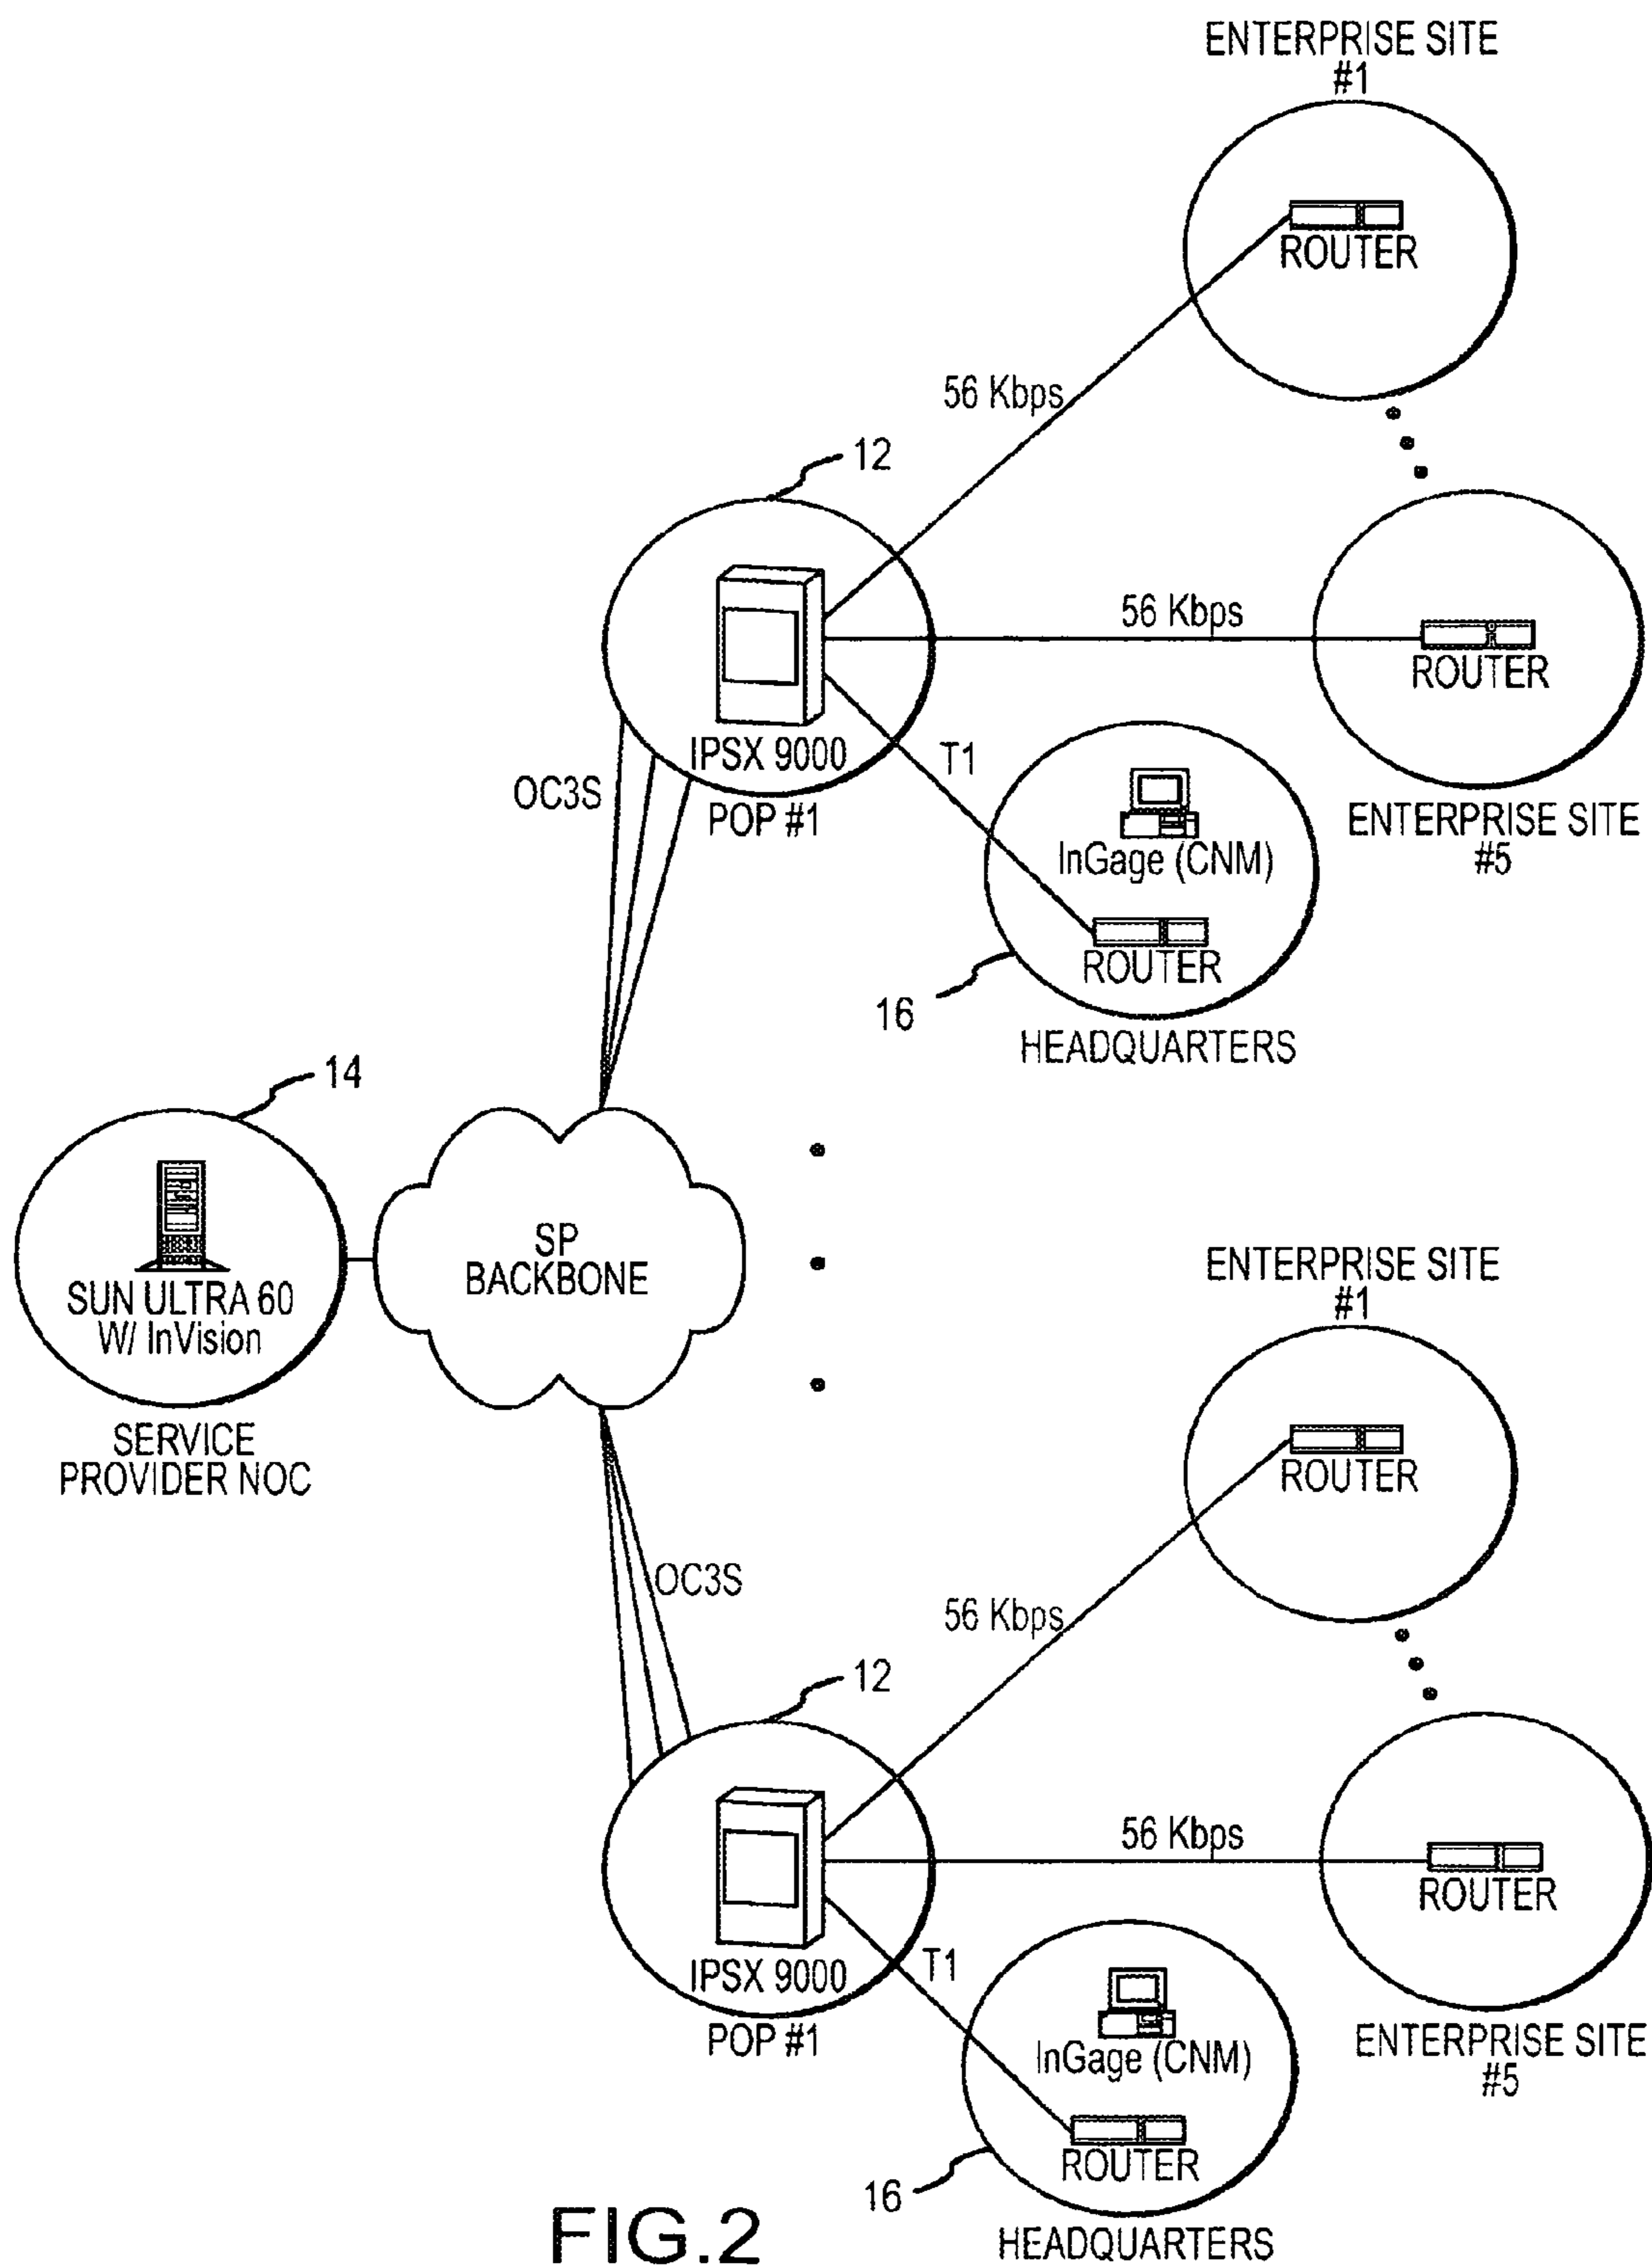 ENTERPRISE SITE
#1
ROUTER
56 Kbps
12
56 Kbps
ROUTER
IPSX 9000
POP #1
T1
OC3S
InGage (CNM)
ROUTER
ENTERPRISE SITE
#5
16
HEADQUARTERS
14
SP
BACKBONE
SUN ULTRA 60
W/ InVision
SERVICE
PROVIDER NOC
ENTERPRISE SITE
#1
ROUTER
OC3S
56 Kbps
12
56 Kbps
ROUTER
IPSX 9000
POP #1
T1
InGage (CNM)
ROUTER
ENTERPRISE SITE
#5
16
HEADQUARTERS
FIG.2